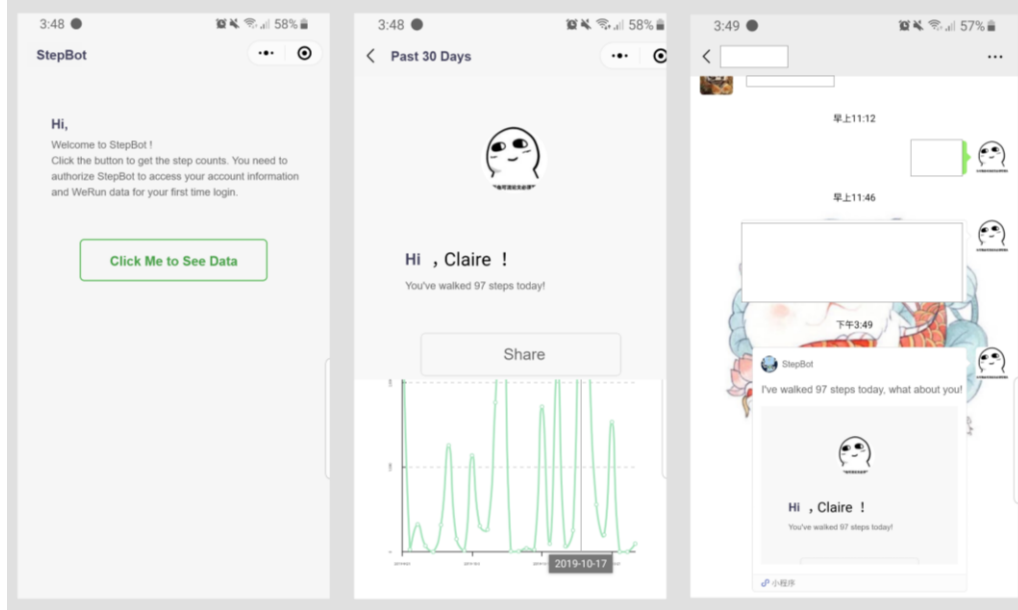 3:48
58%
StepBot
Hi,
Welcome to StepBot !
Click the button to get the step counts. You need to
authorize StepBot to access your account information
and WeRun data for your first time login.
Click Me to See Data
3:48
58%
Past 30 Days
Hi ，Claire ！
You've walked 97 steps today!
Share
2019-10-17
3:49
57%
早上11:12
早上11:46
下午3:49
StepBot
I've walked 97 steps today, what about you!
Hi ，Claire ！
You've walked 97 steps today!
小程序